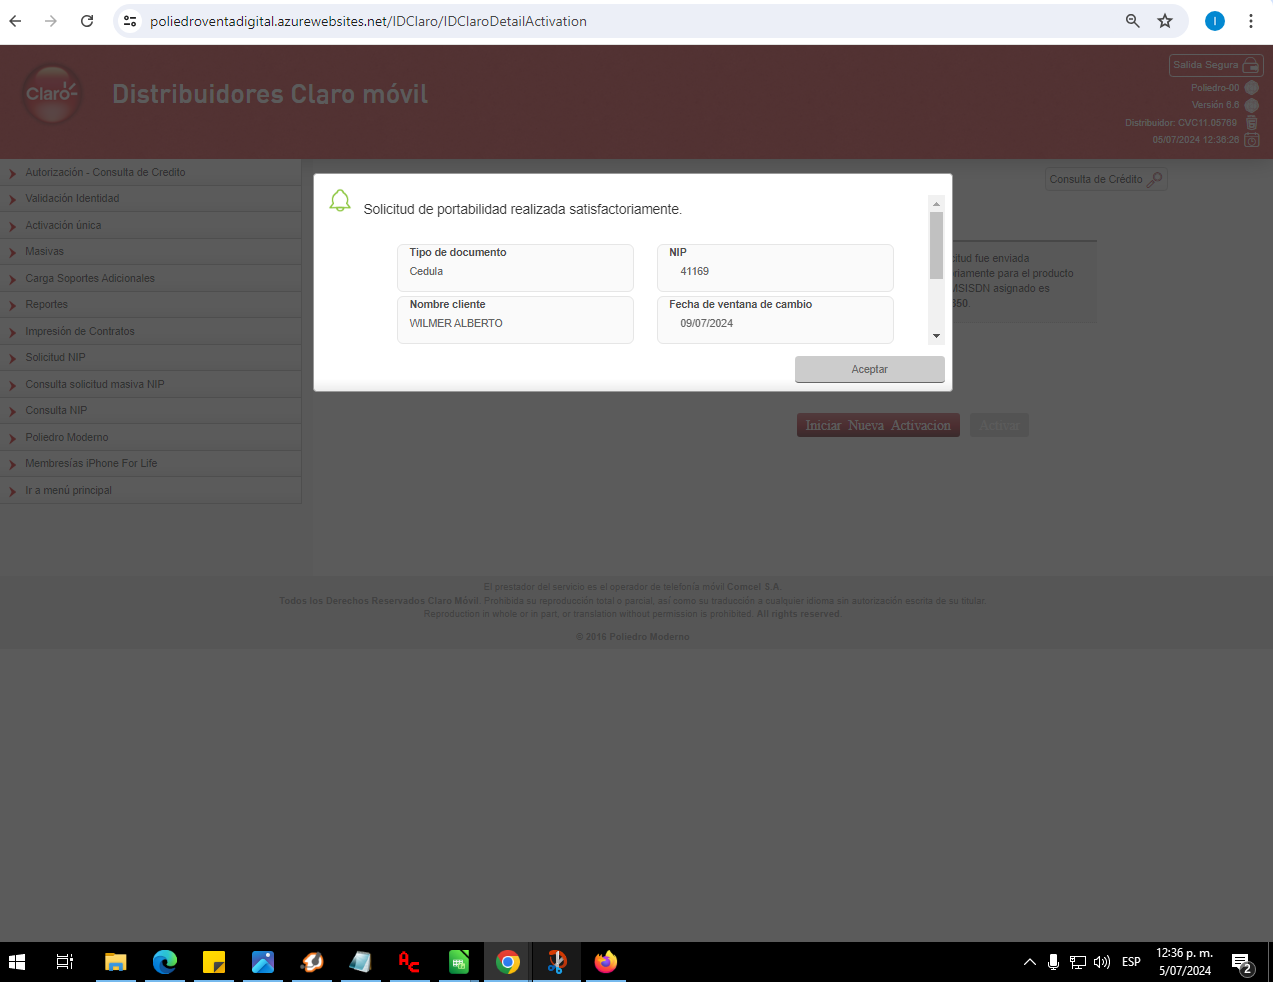 poliedroventadigital.azurewebsites.net/IDClaro/IDClaroDetailActivation
Claro
Distribuidores Claro móvil
Salida Segura
Poliedro-00
Versión 6.6
Distribuidor: CVC11.05769
05/07/2024 12:36:26
Autorización - Consulta de Credito
Validación Identidad
Activación única
Masivas
Carga Soportes Adicionales
Reportes
Impresión de Contratos
Solicitud NIP
Consulta solicitud masiva NIP
Consulta NIP
Poliedro Moderno
Membresías iPhone For Life
Ir a menú principal
Consulta de Crédito
Solicitud de portabilidad realizada satisfactoriamente.
Tipo de documento
Cedula
NIP
41169
Nombre cliente
WILMER ALBERTO
Fecha de ventana de cambio
09/07/2024
Aceptar
citud fue enviada
oriamente para el producto
MSISDN asignado es
350.
Iniciar Nueva Activacion
Activar
El prestador del servicio es el operador de telefonía móvil Comcel S.A.
Todos los Derechos Reservados Claro Móvil. Prohibida su reproducción total o parcial, así como su traducción a cualquier idioma sin autorización escrita de su titular.
Reproduction in whole or in part, or translation without permission is prohibited. All rights reserved.
© 2016 Poliedro Moderno
ESP
12:36 p. m.
5/07/2024
2